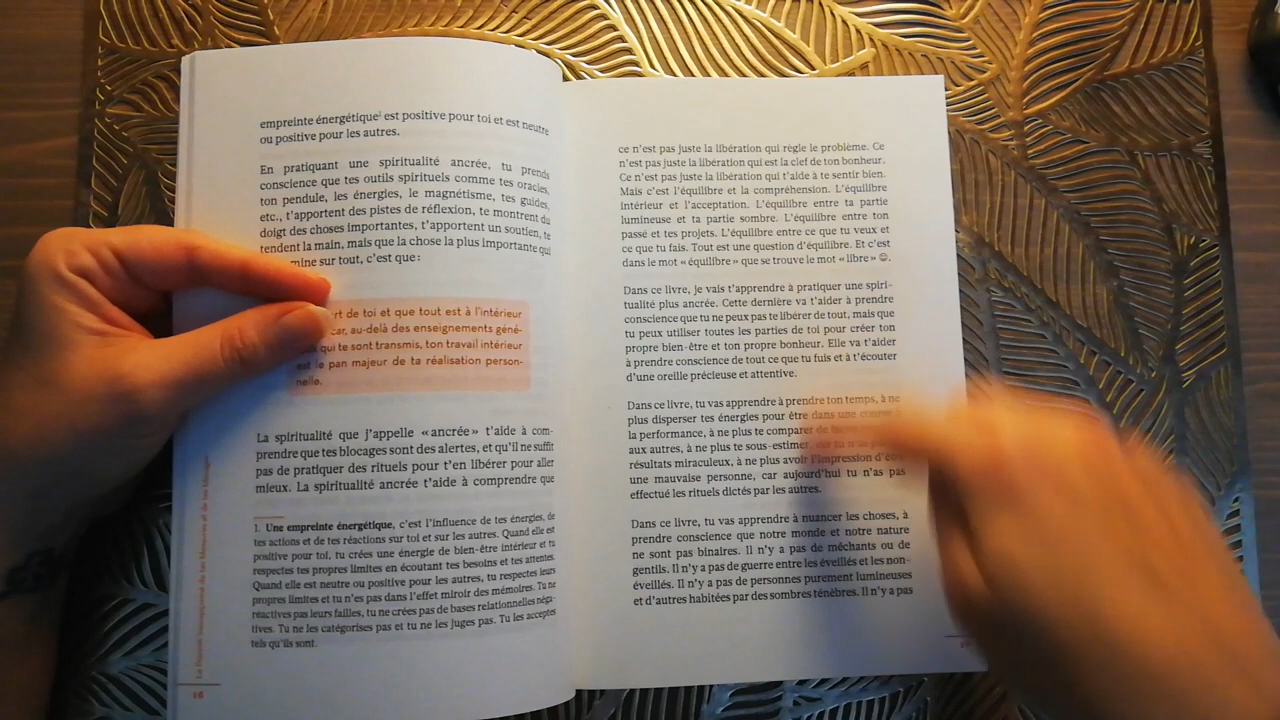 empreinte énergétique¹ est positive pour toi et est neutre
ou positive pour les autres.
En pratiquant une spiritualité ancrée, tu prends
conscience que tes outils spirituels comme tes oracles,
ton pendule, les énergies, le magnétisme, tes guides,
etc., t'apportent des pistes de réflexion, te montrent du
doigt des choses importantes, t'apportent un soutien, te
tendent la main, mais que la chose la plus importante qui
mine sur tout, c'est que :
rt de toi et que tout est à l'intérieur
car, au-delà des enseignements géné-
qui te sont transmis, ton travail intérieur
est le pan majeur de ta réalisation person-
nelle.
La spiritualité que j'appelle « ancrée » t'aide à com-
prendre que tes blocages sont des alertes, et qu'il ne suffit
pas de pratiquer des rituels pour t'en libérer pour aller
mieux. La spiritualité ancrée t'aide à comprendre que
1. Une empreinte énergétique, c'est l'influence de tes énergies, de
tes actions et de tes réactions sur toi et sur les autres. Quand elle est
positive pour toi, tu crées une énergie de bien-être intérieur et tu
respectes tes propres limites en écoutant tes besoins et tes attentes.
Quand elle est neutre ou positive pour les autres, tu respectes leurs
propres limites et tu n'es pas dans l'effet miroir des mémoires. Tu ne
réactives pas leurs failles, tu ne crées pas de bases relationnelles néga-
tives. Tu ne les catégorises pas et tu ne les juges pas. Tu les acceptes
tels qu'ils sont.
16
ce n'est pas juste la libération qui règle le problème. Ce
n'est pas juste la libération qui est la clef de ton bonheur.
Ce n'est pas juste la libération qui t'aide à te sentir bien.
Mais c'est l'équilibre et la compréhension. L'équilibre
intérieur et l'acceptation. L'équilibre entre ta partie
lumineuse et ta partie sombre. L'équilibre entre ton
passé et tes projets. L'équilibre entre ce que tu veux et
ce que tu fais. Tout est une question d'équilibre. Et c'est
dans le mot « équilibre » que se trouve le mot « libre » ☺.
Dans ce livre, je vais t'apprendre à pratiquer une spiri-
tualité plus ancrée. Cette dernière va t'aider à prendre
conscience que tu ne peux pas te libérer de tout, mais que
tu peux utiliser toutes les parties de toi pour créer ton
propre bien-être et ton propre bonheur. Elle va t'aider
à prendre conscience de tout ce que tu fuis et à t'écouter
d'une oreille précieuse et attentive.
Dans ce livre, tu vas apprendre à prendre ton temps, à ne
plus disperser tes énergies pour être dans une course à
la performance, à ne plus te comparer de
aux autres, à ne plus te sous-estimer,
résultats miraculeux, à ne plus avoir l'impression
une mauvaise personne, car aujourd'hui tu n'as pas
effectué les rituels dictés par les autres.
Dans ce livre, tu vas apprendre à nuancer les choses, à
prendre conscience que notre monde et notre nature
ne sont pas binaires. Il n'y a pas de méchants ou de
gentils. Il n'y a pas de guerre entre les éveillés et les non-
éveillés. Il n'y a pas de personnes purement lumineuses
et d'autres habitées par des sombres ténèbres. Il n'y a pas